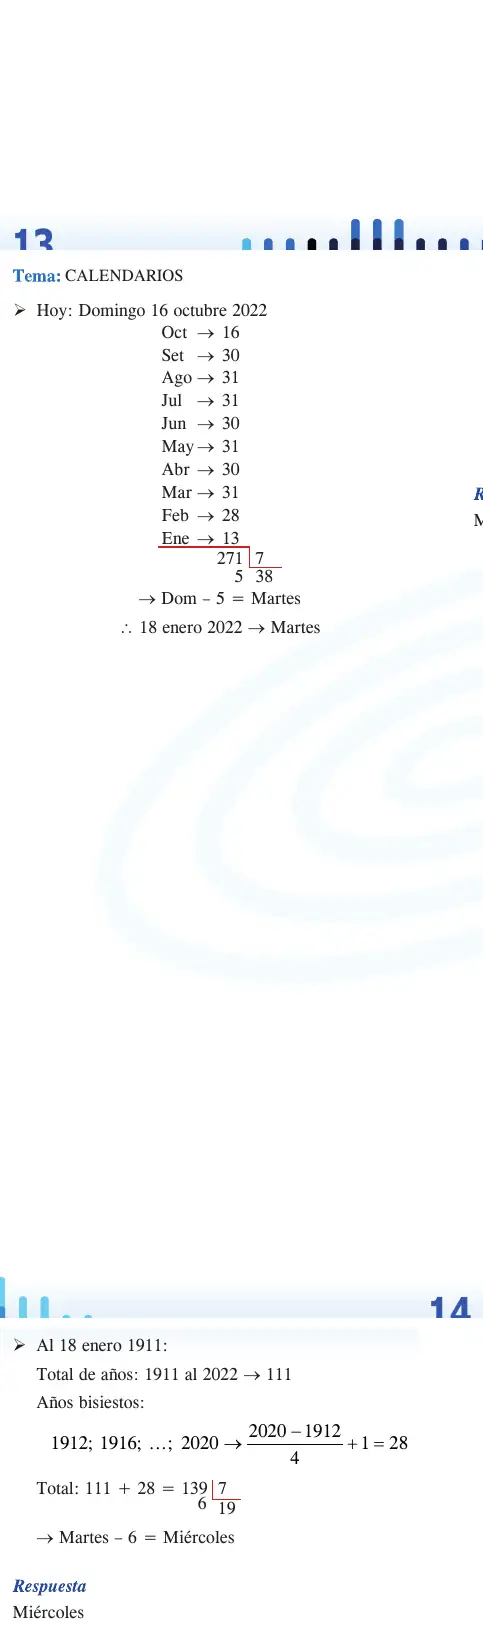 13
Tema: CALENDARIOS
➢ Hoy: Domingo 16 octubre 2022
Oct → 16
Set → 30
Ago → 31
Jul → 31
Jun → 30
May → 31
Abr → 30
Mar → 31
Feb → 28
Ene → 13
271 7
5 38
→ Dom – 5 = Martes
∴ 18 enero 2022 → Martes
14
➢ Al 18 enero 1911:
Total de años: 1911 al 2022 → 111
Años bisiestos:
1912; 1916; …; 2020 → (2020 – 1912)/4 + 1 = 28
Total: 111 + 28 = 139 7
6 19
→ Martes – 6 = Miércoles
Respuesta
Miércoles